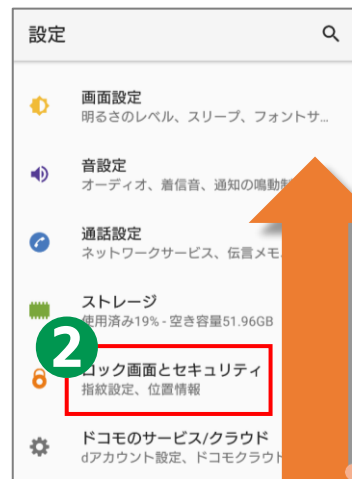 設定
画面設定
明るさのレベル、スリープ、フォントサ...
音設定
オーディオ、着信音、通知の鳴動
通話設定
ネットワークサービス、伝言メモ
ストレージ
使用済み19% - 空き容量51.96GB
2
ロック画面とセキュリティ
指紋設定、位置情報
ドコモのサービス/クラウド
dアカウント設定、ドコモクラウ